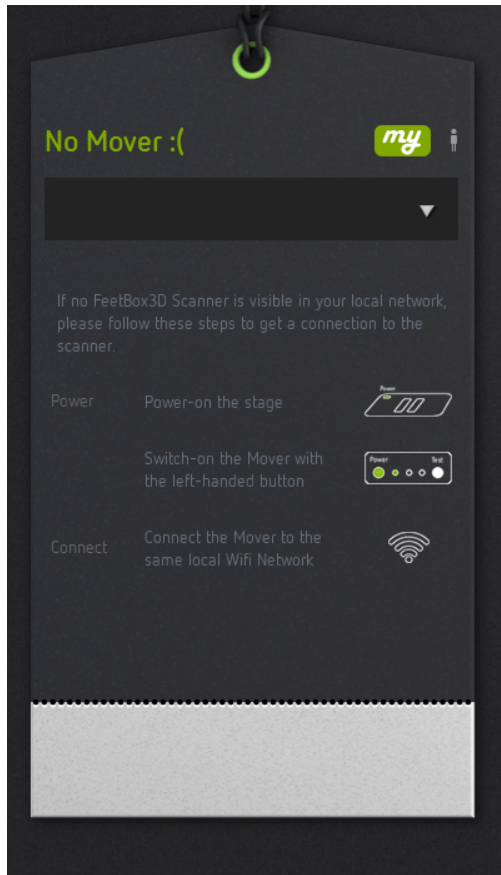 No Mover :(
my
If no FeetBox3D Scanner is visible in your local network,
please follow these steps to get a connection to the
scanner.
Power
Power-on the stage
Power
00
Switch-on the Mover with
the left-handed button
Power
Test
Connect
Connect the Mover to the
same local Wifi Network